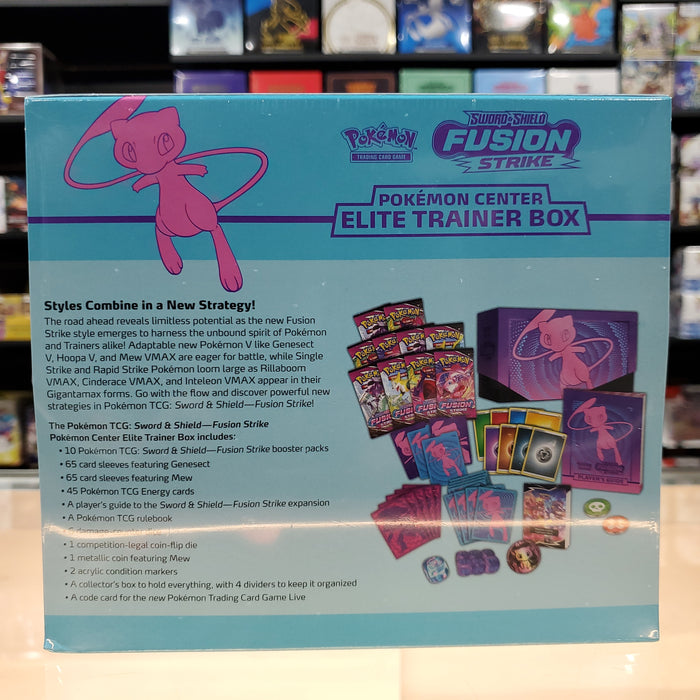 Pokémon
TRADING CARD GAME
SWORD & SHIELD
FUSION
STRIKE
POKÉMON CENTER
ELITE TRAINER BOX
Styles Combine in a New Strategy!
The road ahead reveals limitless potential as the new Fusion
Strike style emerges to harness the unbound spirit of Pokémon
and Trainers alike! Adaptable new Pokémon V like Genesect
V, Hoopa V, and Mew VMAX are eager for battle, while Single
Strike and Rapid Strike Pokémon loom large as Rillaboom
VMAX, Cinderace VMAX, and Inteleon VMAX appear in their
Gigantamax forms. Go with the flow and discover powerful new
strategies in Pokémon TCG: Sword & Shield—Fusion Strike!
The Pokémon TCG: Sword & Shield—Fusion Strike
Pokémon Center Elite Trainer Box includes:
• 10 Pokémon TCG: Sword & Shield—Fusion Strike booster packs
• 65 card sleeves featuring Genesect
• 65 card sleeves featuring Mew
• 45 Pokémon TCG Energy cards
• A player's guide to the Sword & Shield—Fusion Strike expansion
• A Pokémon TCG rulebook
• 1 competition-legal coin-flip die
• 1 metallic coin featuring Mew
• 2 acrylic condition markers
• A collector's box to hold everything, with 4 dividers to keep it organized
• A code card for the new Pokémon Trading Card Game Live
FUSION
PLAYER'S GUIDE